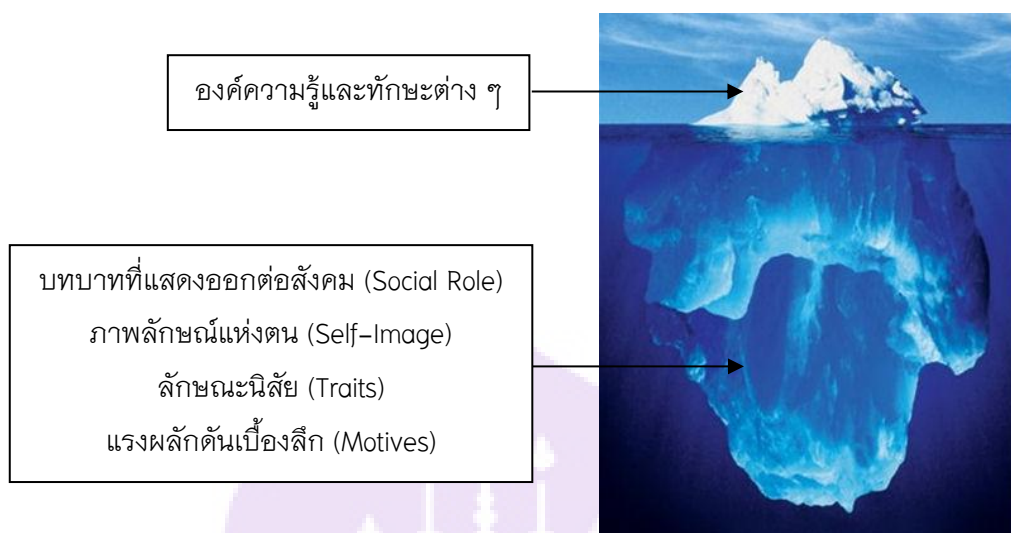 องค์ความรู้และทักษะต่าง ๆ
บทบาทที่แสดงออกต่อสังคม (Social Role)
ภาพลักษณ์แห่งตน (Self-Image)
ลักษณะนิสัย (Traits)
แรงผลักดันเบื้องลึก (Motives)